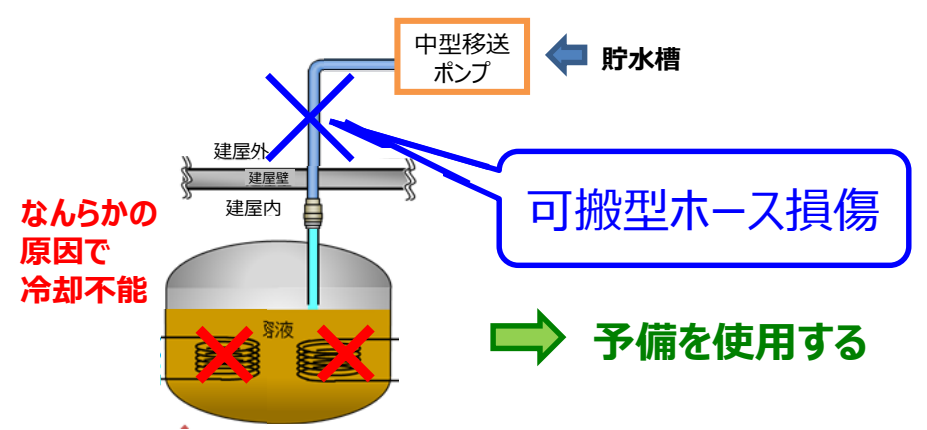 中型移送
ポンプ
貯水槽
建屋外
建屋壁
建屋内
可搬型ホース損傷
なんらかの
原因で
冷却不能
溶液
予備を使用する